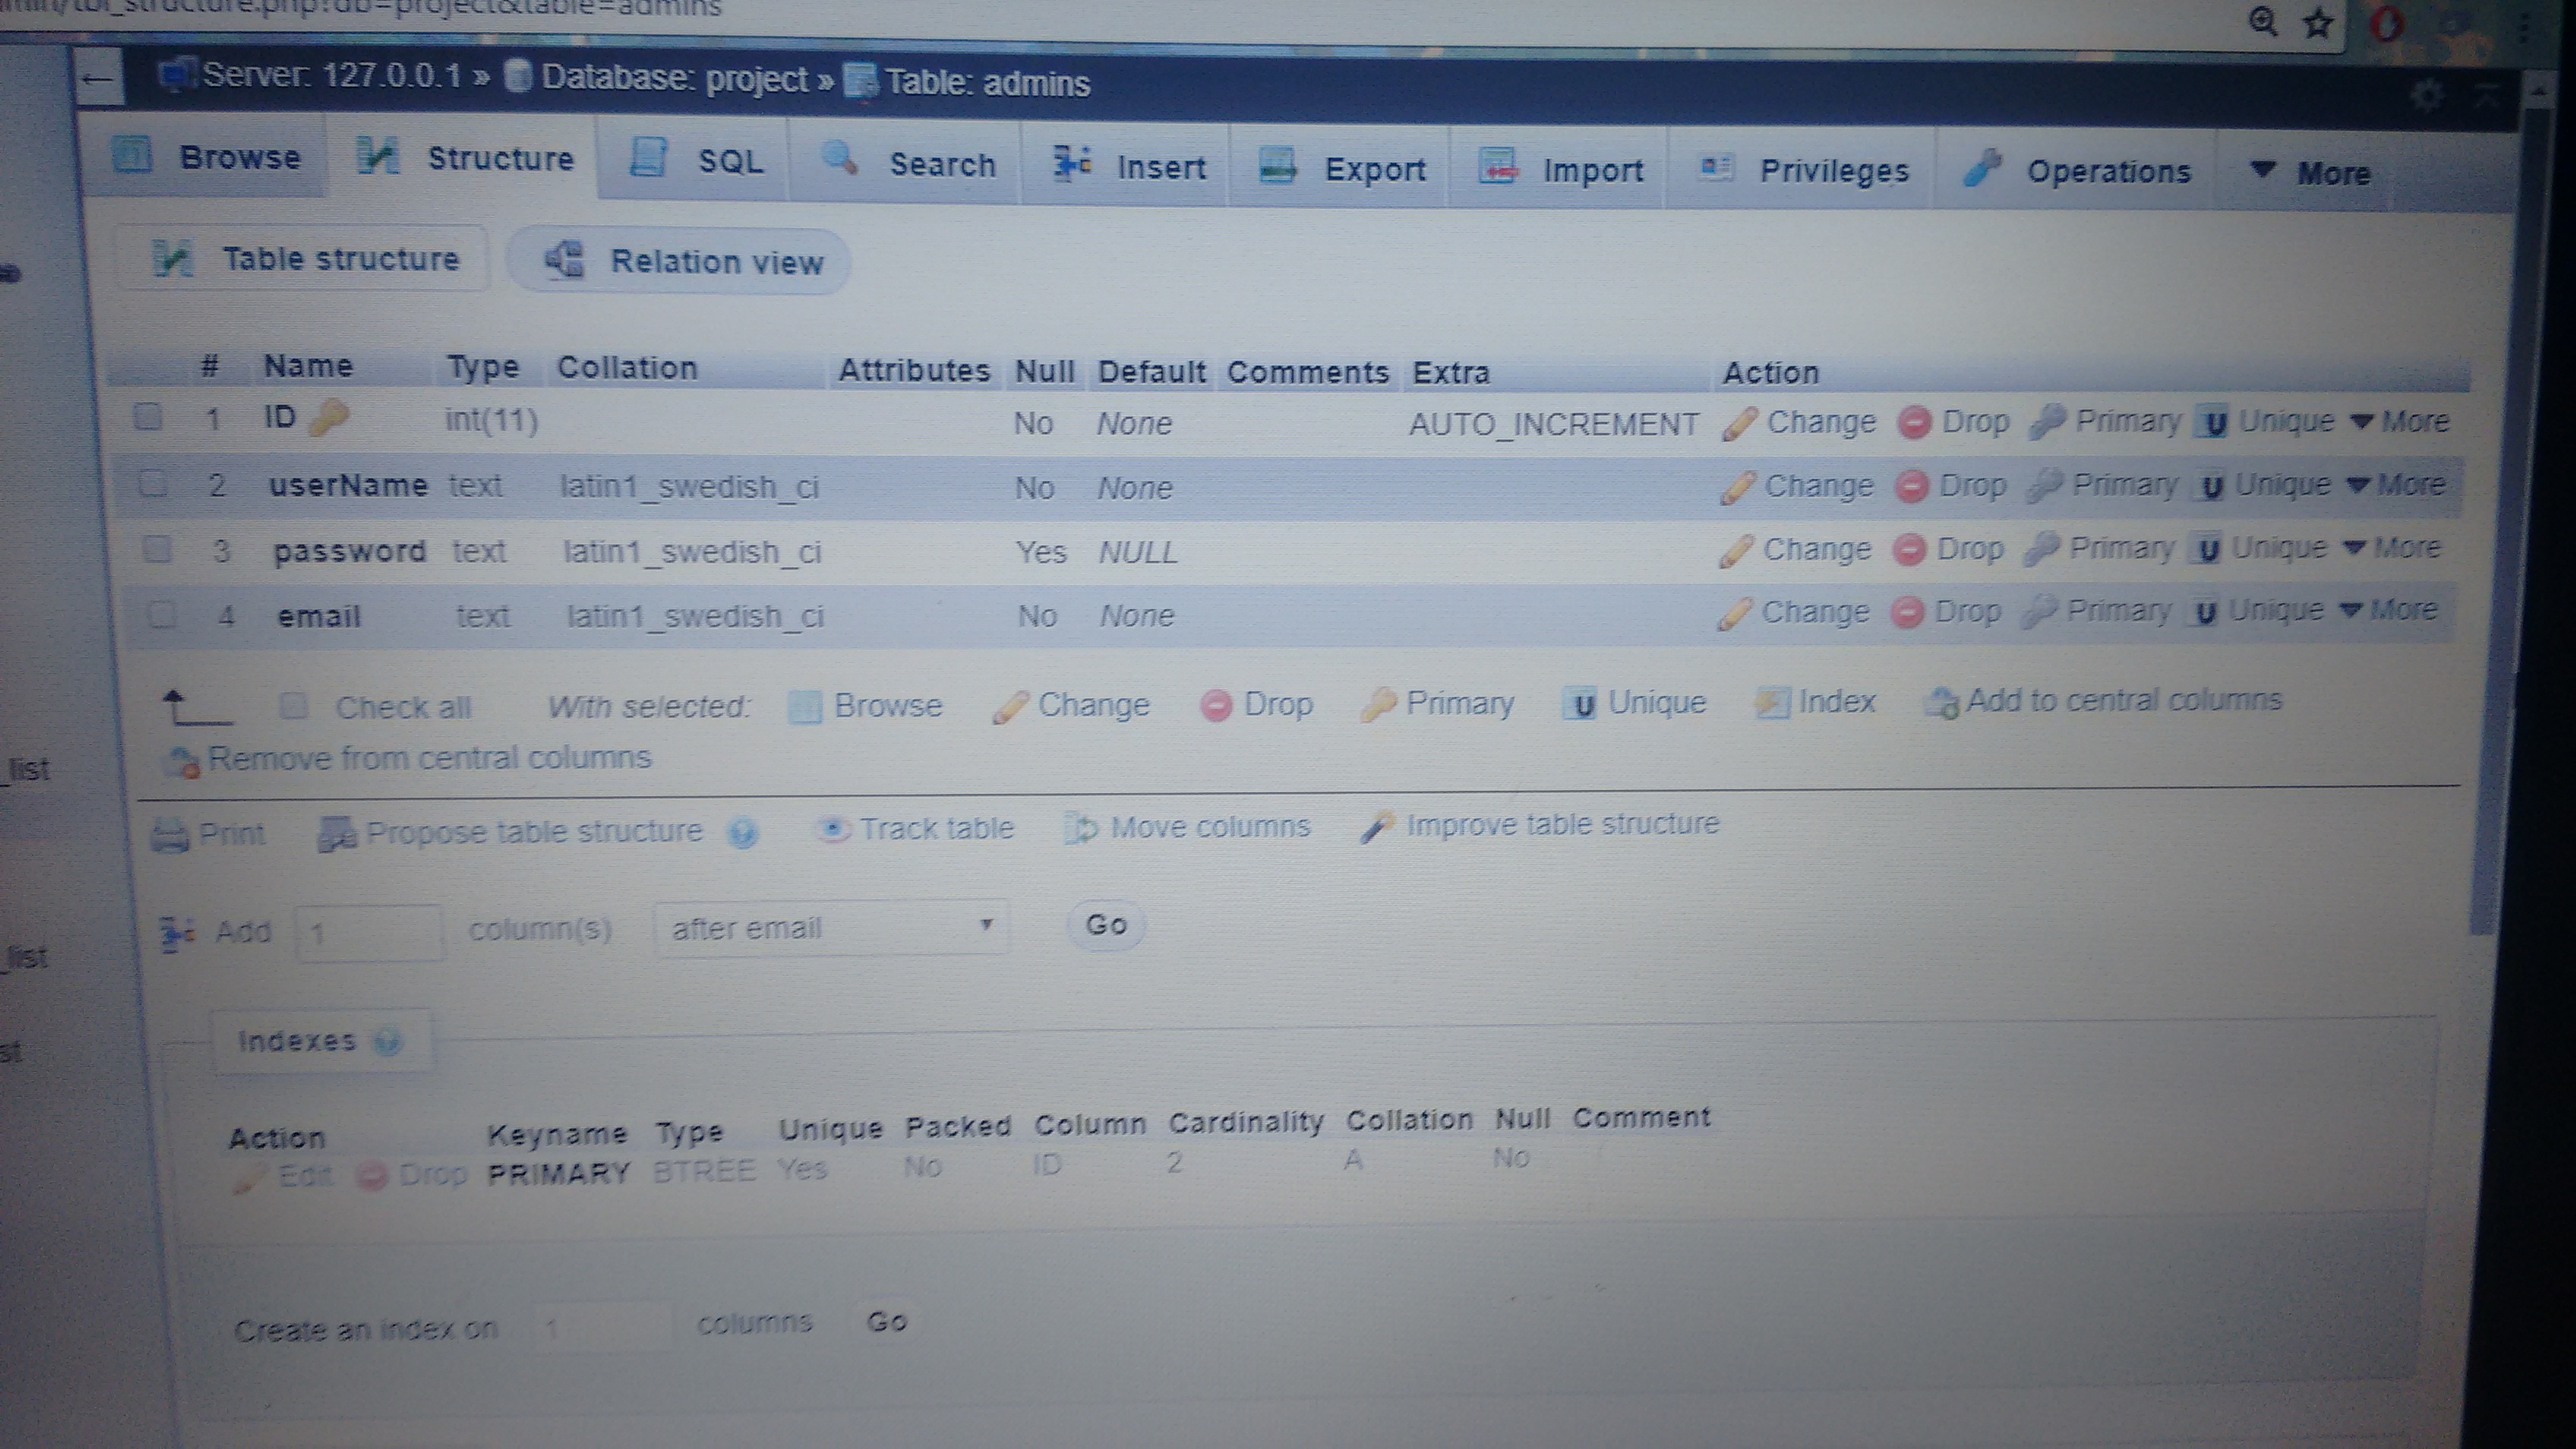 tbl_structure.php?db=project&table=admins
Server: 127.0.0.1 » Database: project » Table: admins
Browse Structure SQL Search Insert Export Import Privileges Operations More
Table structure Relation view
# Name Type Collation Attributes Null Default Comments Extra Action
1 ID int(11) No None AUTO_INCREMENT Change Drop Primary Unique More
2 userName text latin1_swedish_ci No None Change Drop Primary Unique More
3 password text latin1_swedish_ci Yes NULL Change Drop Primary Unique More
4 email text latin1_swedish_ci No None Change Drop Primary Unique More
Check all With selected: Browse Change Drop Primary Unique Index Add to central columns
Remove from central columns
_list
Print Propose table structure Track table Move columns Improve table structure
Add 1 column(s) after email Go
_list
Indexes
st
Action Keyname Type Unique Packed Column Cardinality Collation Null Comment
Edit Drop PRIMARY BTREE Yes No ID 2 A No
Create an index on 1 columns Go